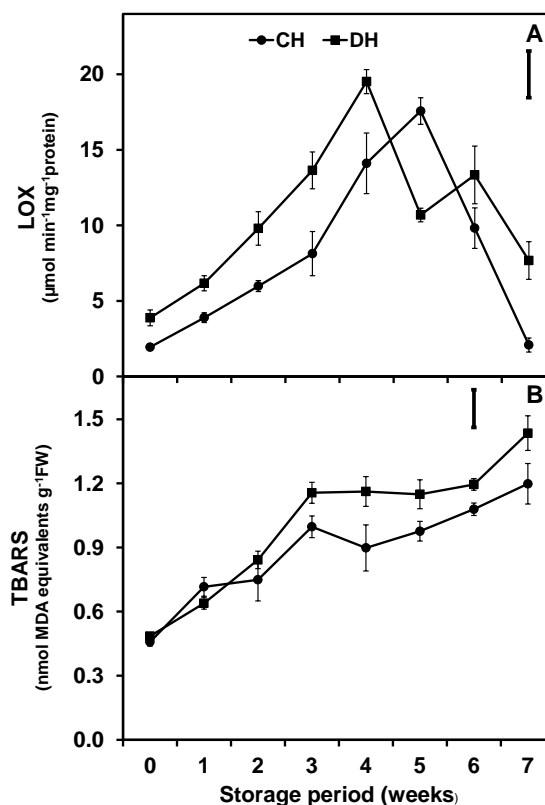 CH DH A
20
15
10
5
0
LOX
(µmol min⁻¹mg⁻¹protein)
B
1.5
1.2
0.9
0.6
0.3
0.0
TBARS
(nmol MDA equivalents g⁻¹FW)
0 1 2 3 4 5 6 7
Storage period (weeks)